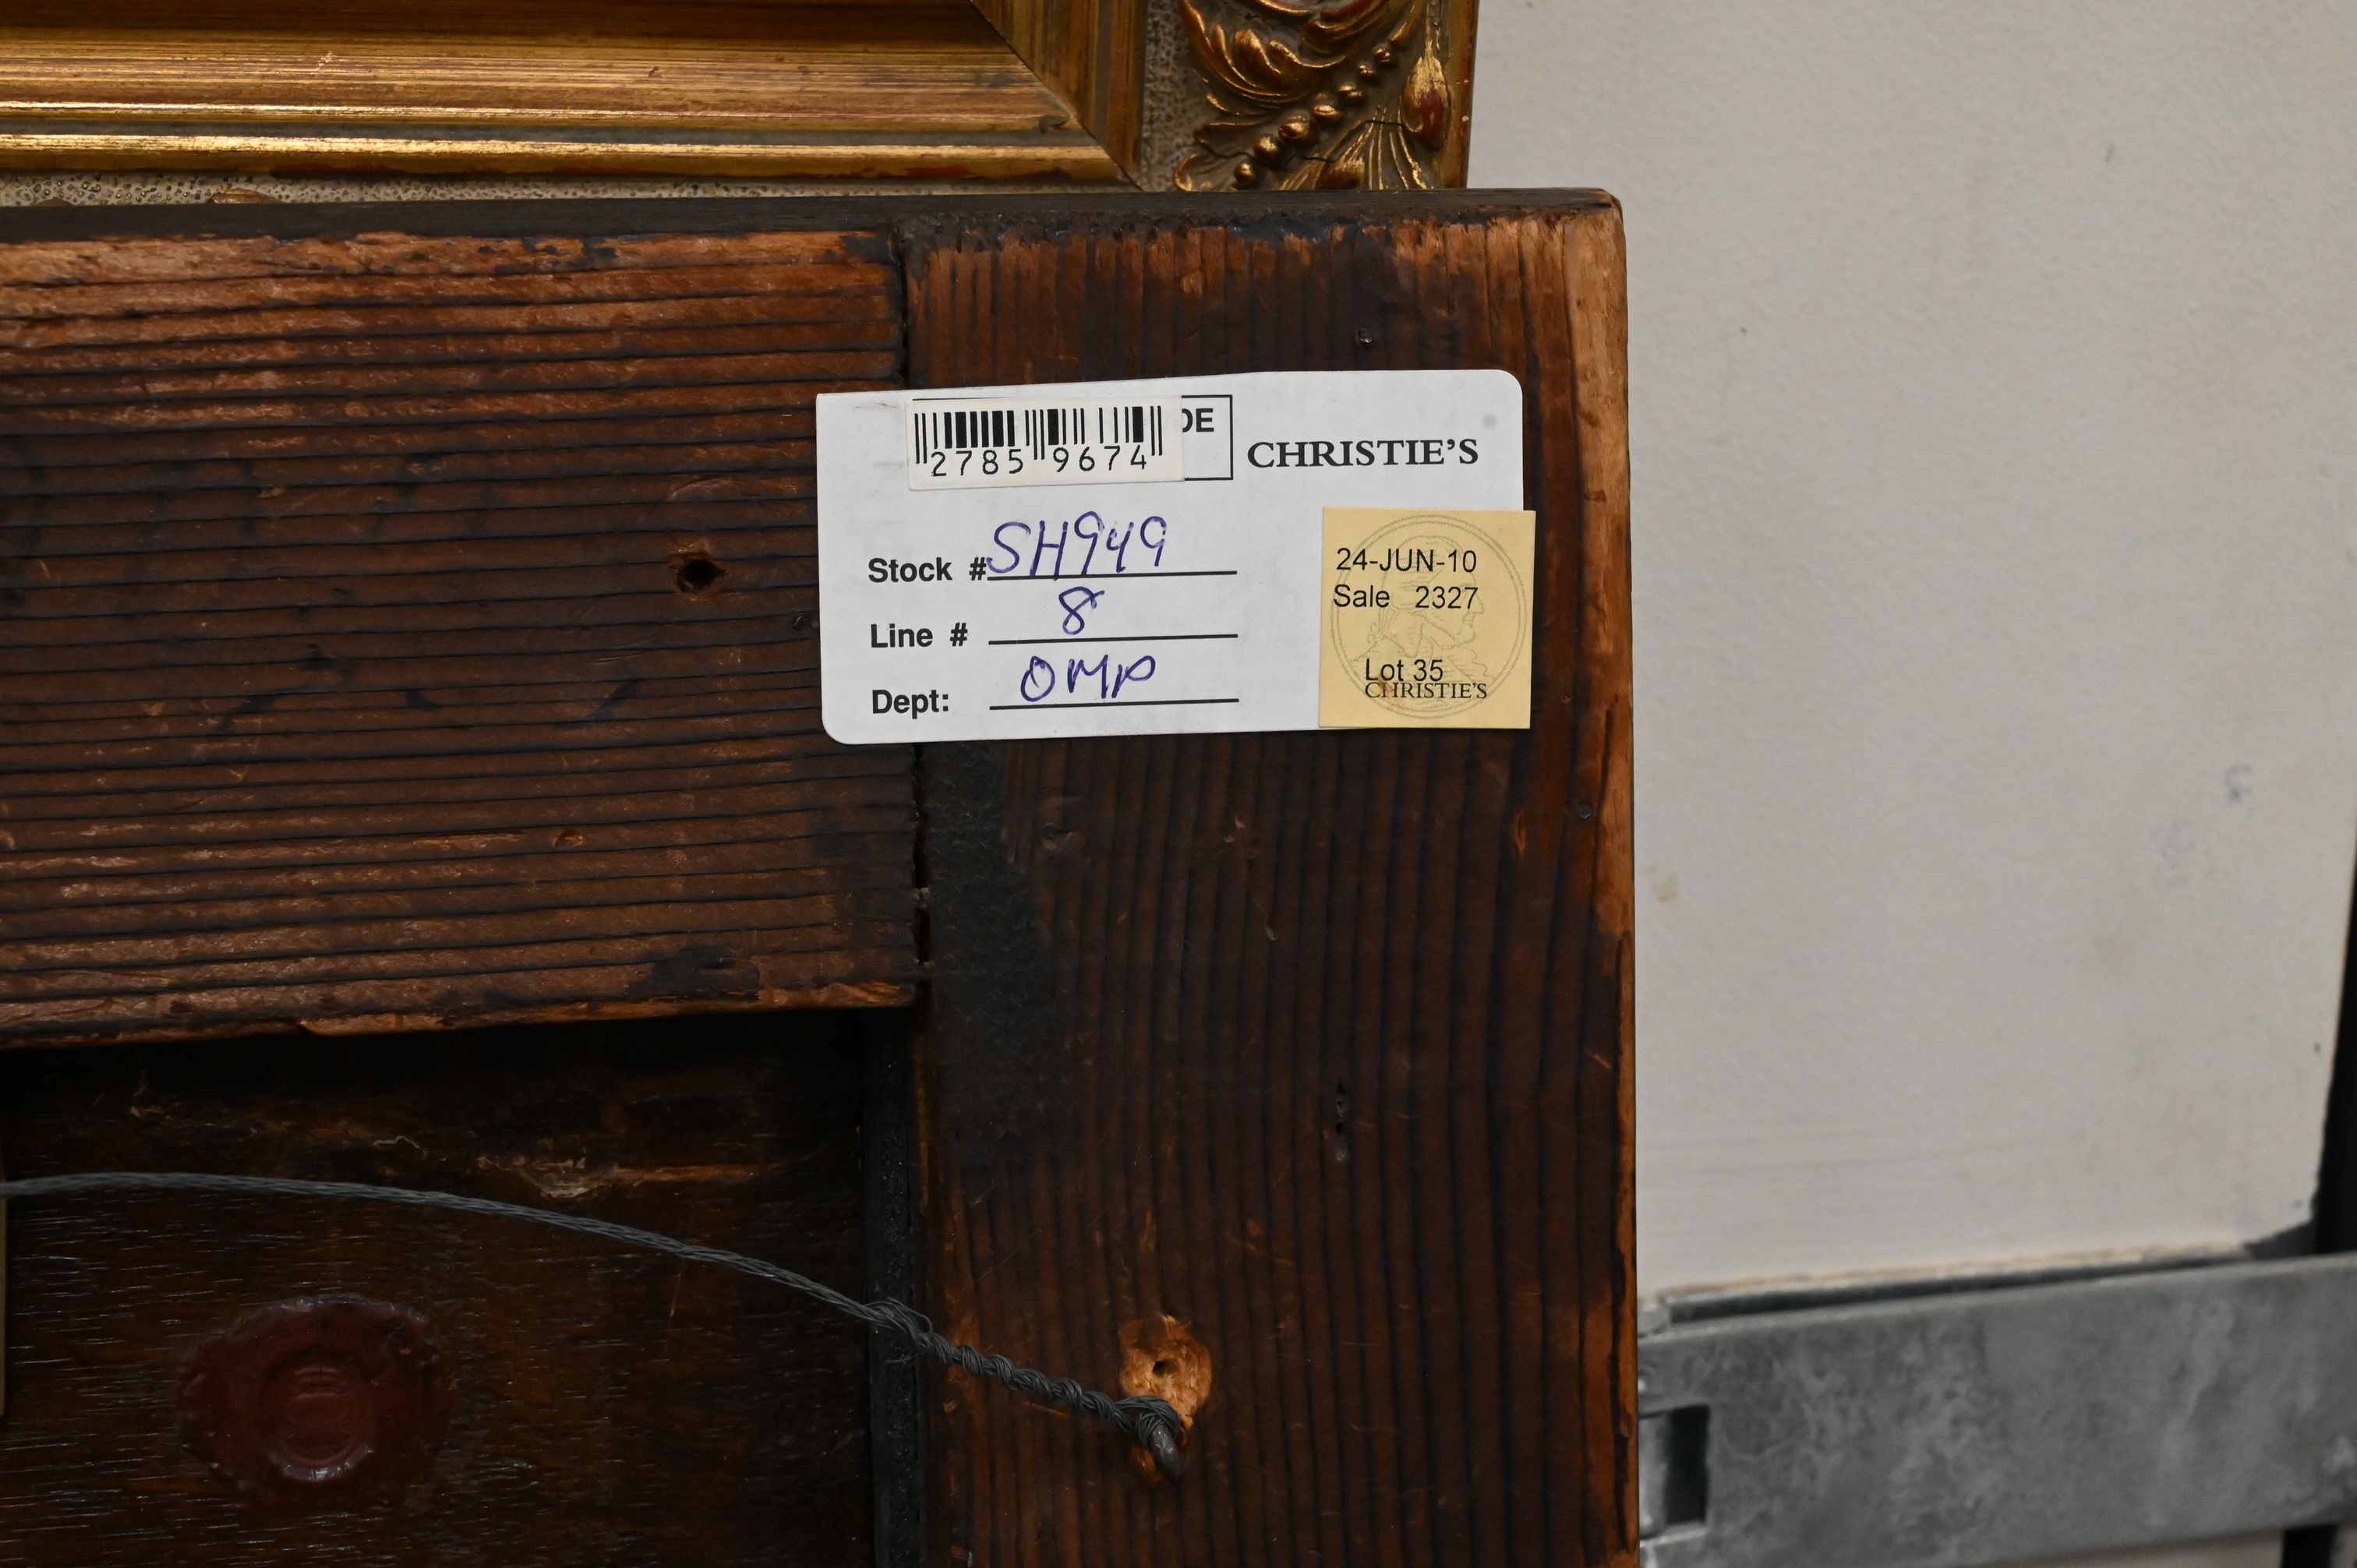 DE
2785 9674
CHRISTIE'S
Stock # SH949
Line # 8
Dept: OMP
24-JUN-10
Sale 2327
Lot 35
CHRISTIE'S